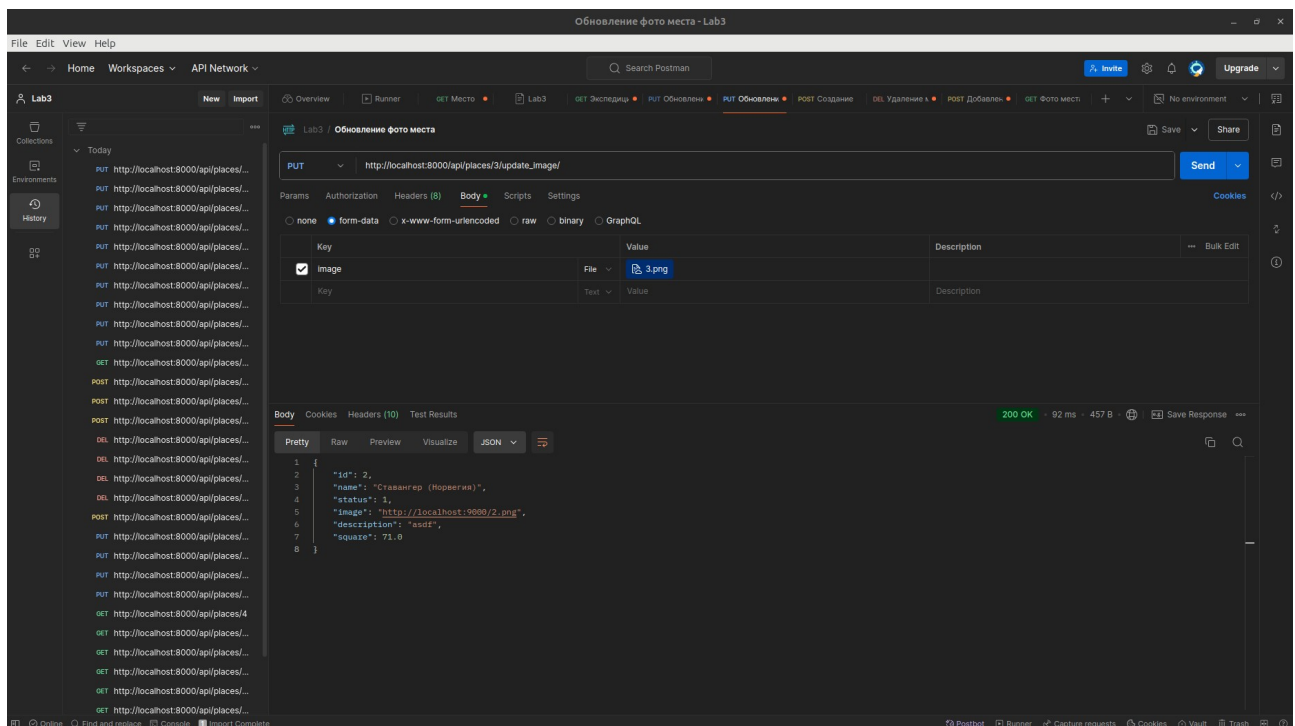 Обновление фото места - Lab3
File Edit View Help
Home Workspaces API Network Search Postman Invite Upgrade
Lab3 New Import Overview Runner GET Место Lab3 GET Экспедиць PUT Обновлени PUT Обновлени POST Создание DEL Удаление POST Добавлен GET Фото мест No environment
Collections
Environments
History
Today
PUT http://localhost:8000/api/places/...
PUT http://localhost:8000/api/places/...
PUT http://localhost:8000/api/places/...
PUT http://localhost:8000/api/places/...
PUT http://localhost:8000/api/places/...
PUT http://localhost:8000/api/places/...
PUT http://localhost:8000/api/places/...
PUT http://localhost:8000/api/places/...
PUT http://localhost:8000/api/places/...
PUT http://localhost:8000/api/places/...
GET http://localhost:8000/api/places/...
POST http://localhost:8000/api/places/...
POST http://localhost:8000/api/places/...
POST http://localhost:8000/api/places/...
DEL http://localhost:8000/api/places/...
DEL http://localhost:8000/api/places/...
DEL http://localhost:8000/api/places/...
DEL http://localhost:8000/api/places/...
POST http://localhost:8000/api/places/...
PUT http://localhost:8000/api/places/...
PUT http://localhost:8000/api/places/...
PUT http://localhost:8000/api/places/...
PUT http://localhost:8000/api/places/...
GET http://localhost:8000/api/places/4
GET http://localhost:8000/api/places/...
GET http://localhost:8000/api/places/...
GET http://localhost:8000/api/places/...
GET http://localhost:8000/api/places/...
GET http://localhost:8000/api/places/...
HTTP Lab3 / Обновление фото места Save Share
PUT http://localhost:8000/api/places/3/update_image/ Send
Params Authorization Headers (8) Body Scripts Settings Cookies
none form-data x-www-form-urlencoded raw binary GraphQL
Key Value Description Bulk Edit
image File 3.png
Key Text Value Description
Body Cookies Headers (10) Test Results 200 OK 92 ms 457 B Save Response
Pretty Raw Preview Visualize JSON
1 {
2 "id": 2,
3 "name": "Ставангер (Норвегия)",
4 "status": 1,
5 "image": "http://localhost:9000/2.png",
6 "description": "asdf",
7 "square": 71.0
8 }
Online Find and replace Console Import Complete Postbot Runner Capture requests Cookies Vault Trash